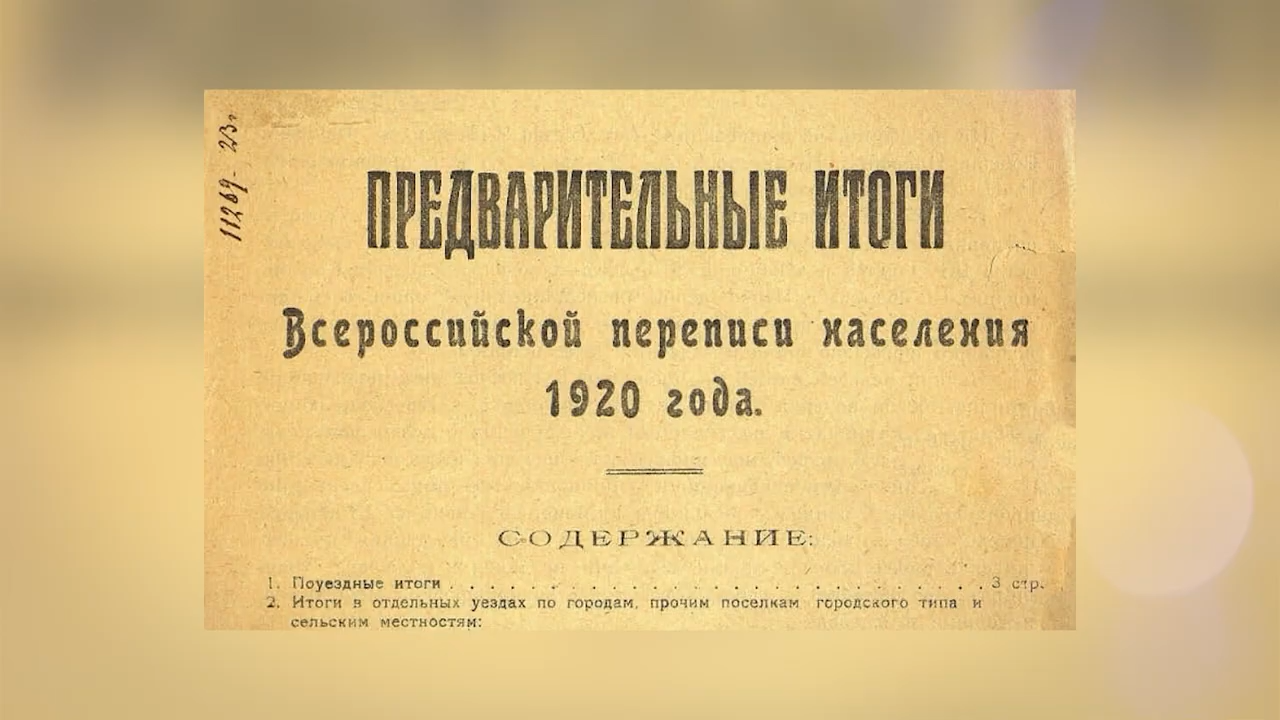 11269 - 23г
ПРЕДВАРИТЕЛЬНЫЕ ИТОГИ
Всероссийской переписи населения
1920 года.
СОДЕРЖАНИЕ:
1. Поуездные итоги . . . . . . . . . . . . . . . . . . . . . . . . . . 3 стр.
2. Итоги в отдельных уездах по городам, прочим поселкам городского типа и
сельским местностям: